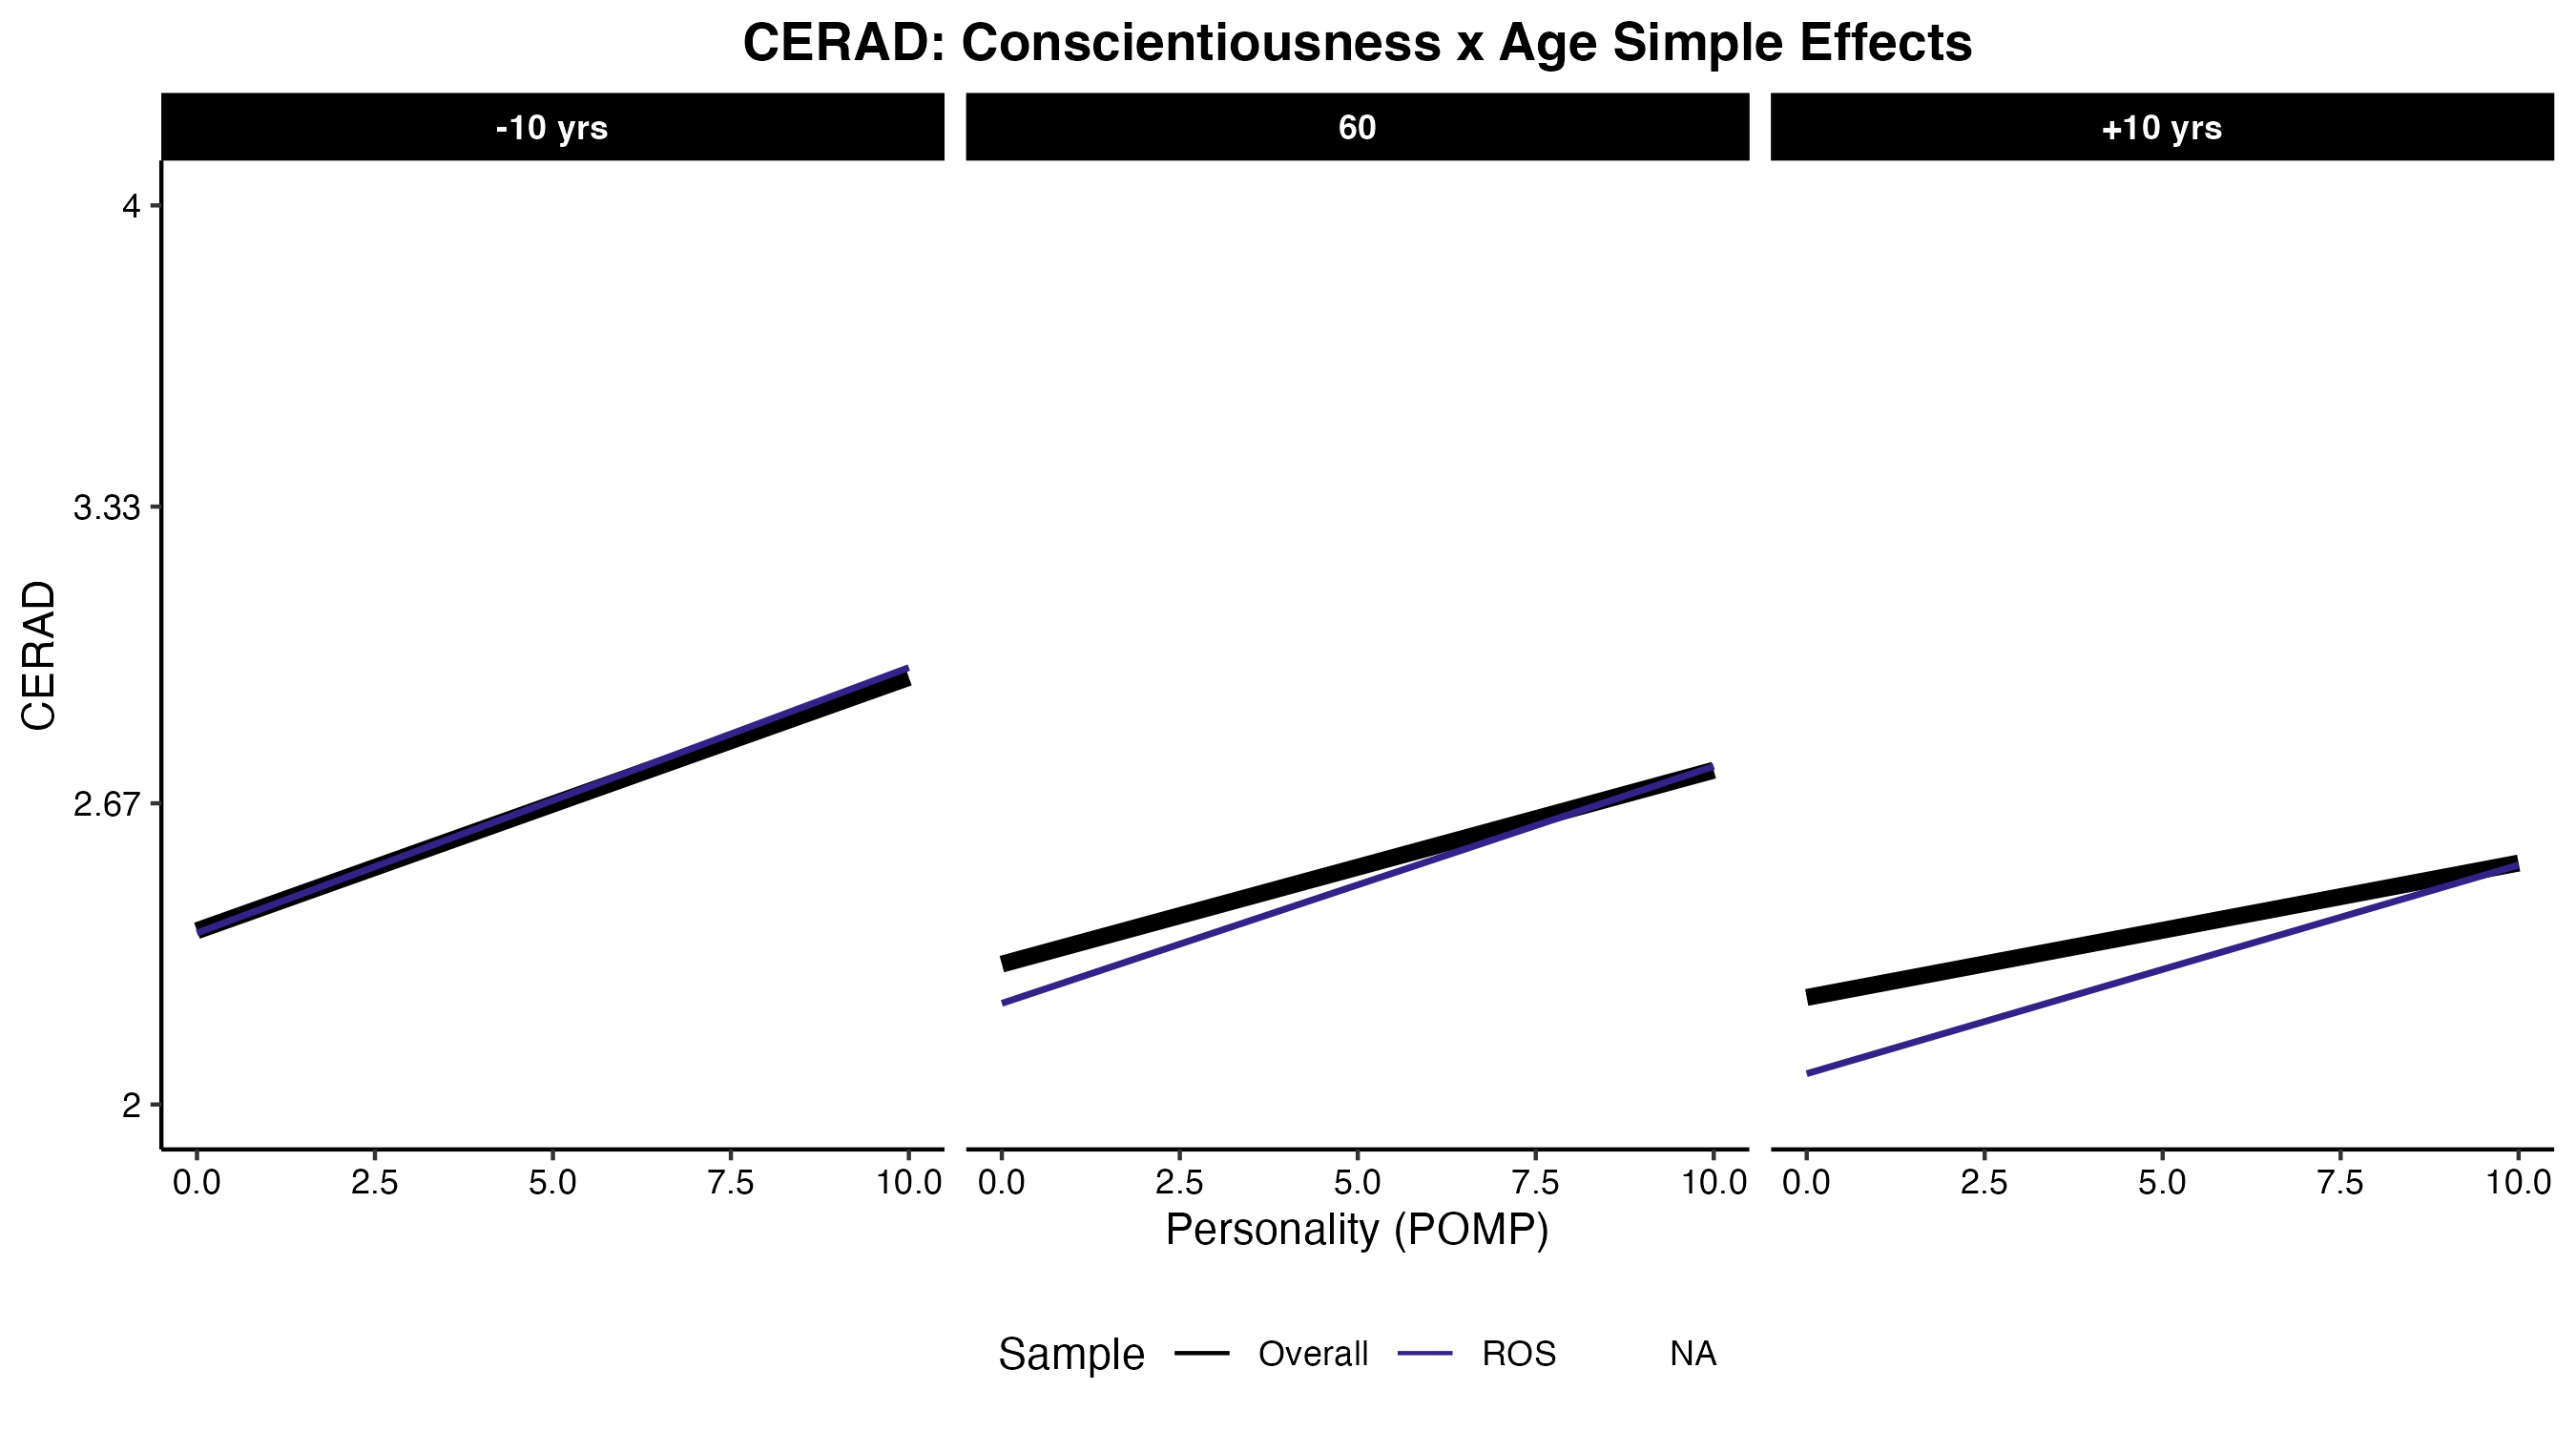 CERAD: Conscientiousness x Age Simple Effects
-10 yrs 60 +10 yrs
4
3.33
2.67
2
CERAD
0.0 2.5 5.0 7.5 10.0 0.0 2.5 5.0 7.5 10.0 0.0 2.5 5.0 7.5 10.0
Personality (POMP)
Sample Overall ROS NA